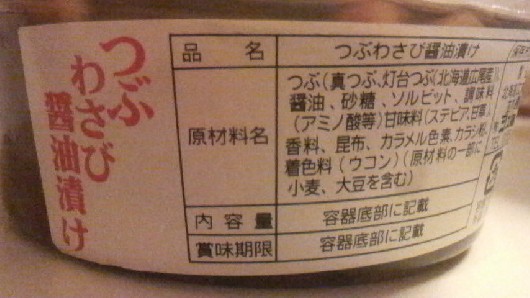 つぶ
わさび
醤油漬け
品 名
つぶわさび醤油漬け
原材料名
つぶ(真つぶ、灯台つぶ(北海道広尾産))、
醤油、砂糖、ソルビット、調味料
(アミノ酸等)甘味料(ステビア、甘草)、
香料、昆布、カラメル色素、カラシ粉、
着色料(ウコン)(原材料の一部に
小麦、大豆を含む)
内 容 量
容器底部に記載
賞味期限
容器底部に記載